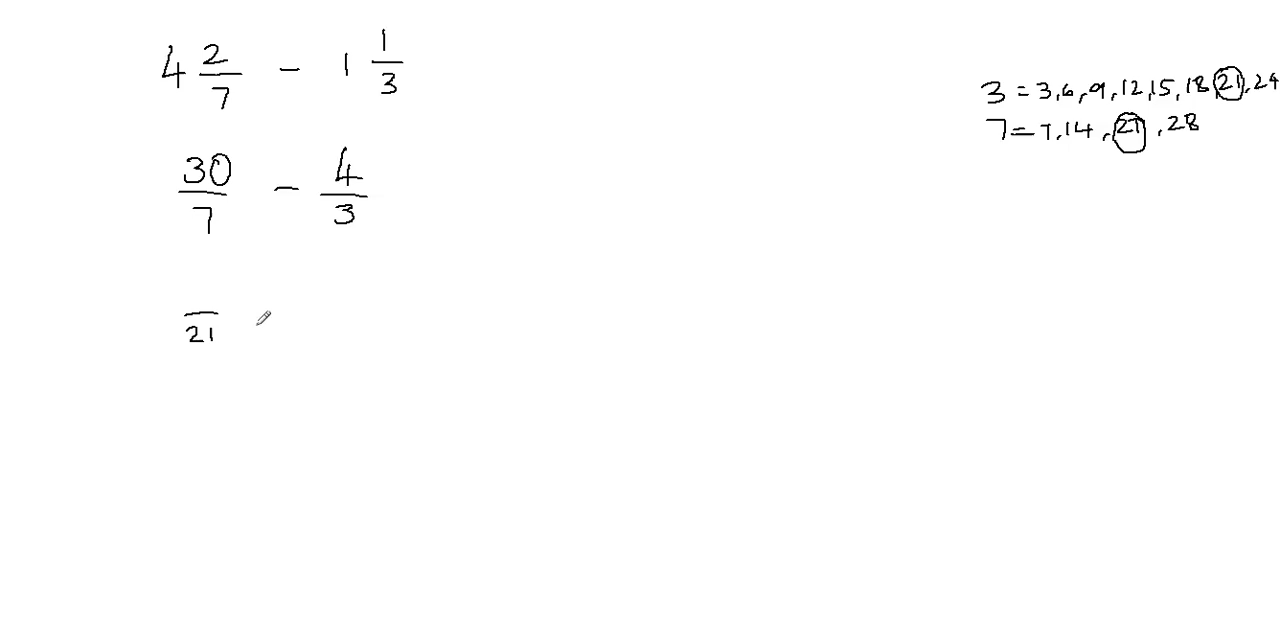 4 2/7 - 1 1/3
30/7 - 4/3
/21
3 = 3,6,9,12,15,18,21,24
7 = 7,14,21,28